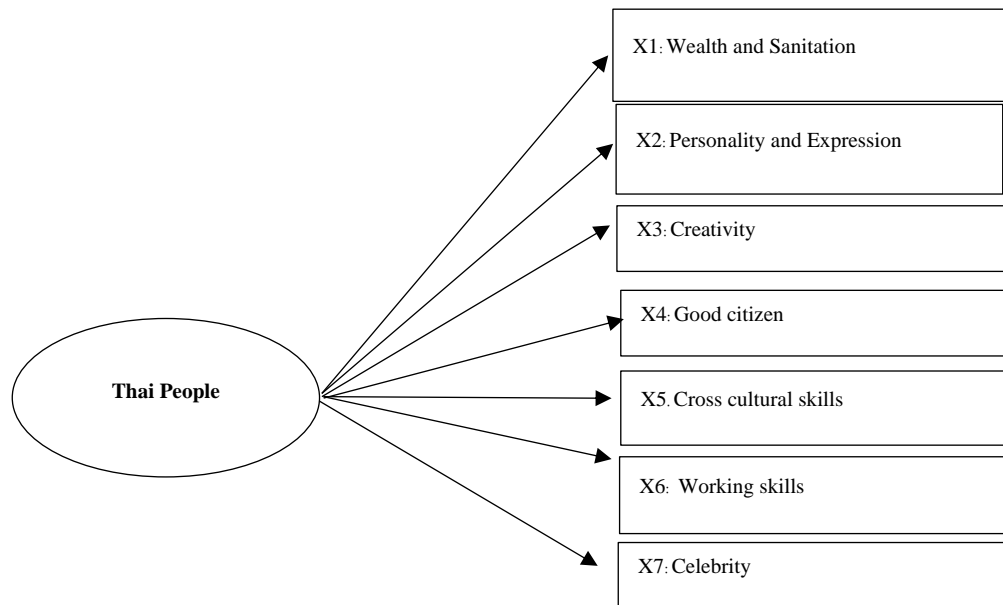 X1: Wealth and Sanitation
X2: Personality and Expression
X3: Creativity
X4: Good citizen
Thai People
X5. Cross cultural skills
X6: Working skills
X7: Celebrity